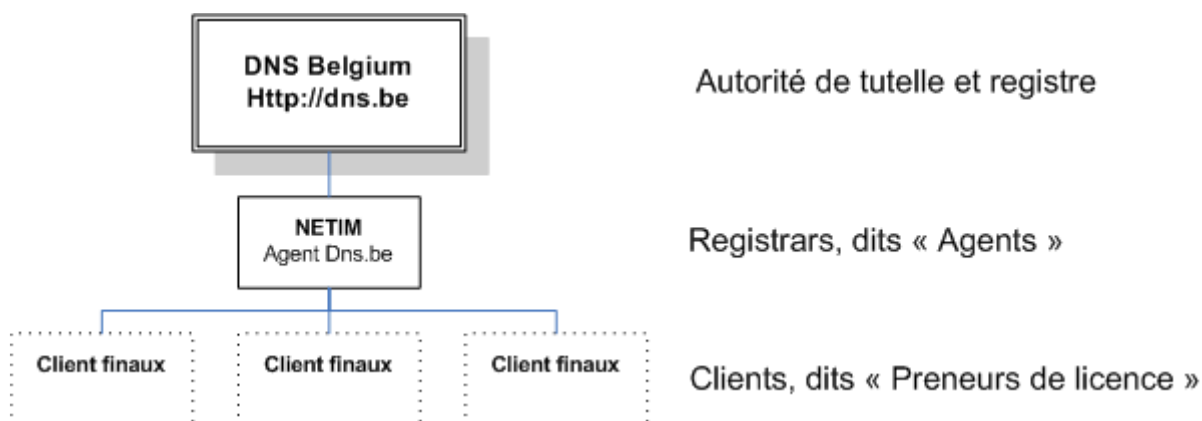 DNS Belgium
Http://dns.be
Autorité de tutelle et registre
NETIM
Agent Dns.be
Registrars, dits « Agents »
Client finaux
Client finaux
Client finaux
Clients, dits « Preneurs de licence »